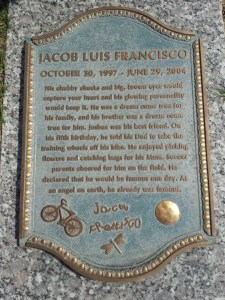 JACOB LUIS FRANCISCO
OCTOBER 30, 1997 - JUNE 29, 2004
His chubby cheeks and big, brown eyes would
capture your heart and his glowing personality
would keep it. He was a dream come true for
his family, and his brother was a dream come
true for him. Joshua was his best friend. On
his fifth birthday, he told his Dad to take the
training wheels off his bike. He enjoyed picking
flowers and catching bugs for his Mom. Soccer
parents cheered for him on the field. He
declared that he would be famous one day. As
an angel on earth, he already was famous.
Jacob
FRANCISCO